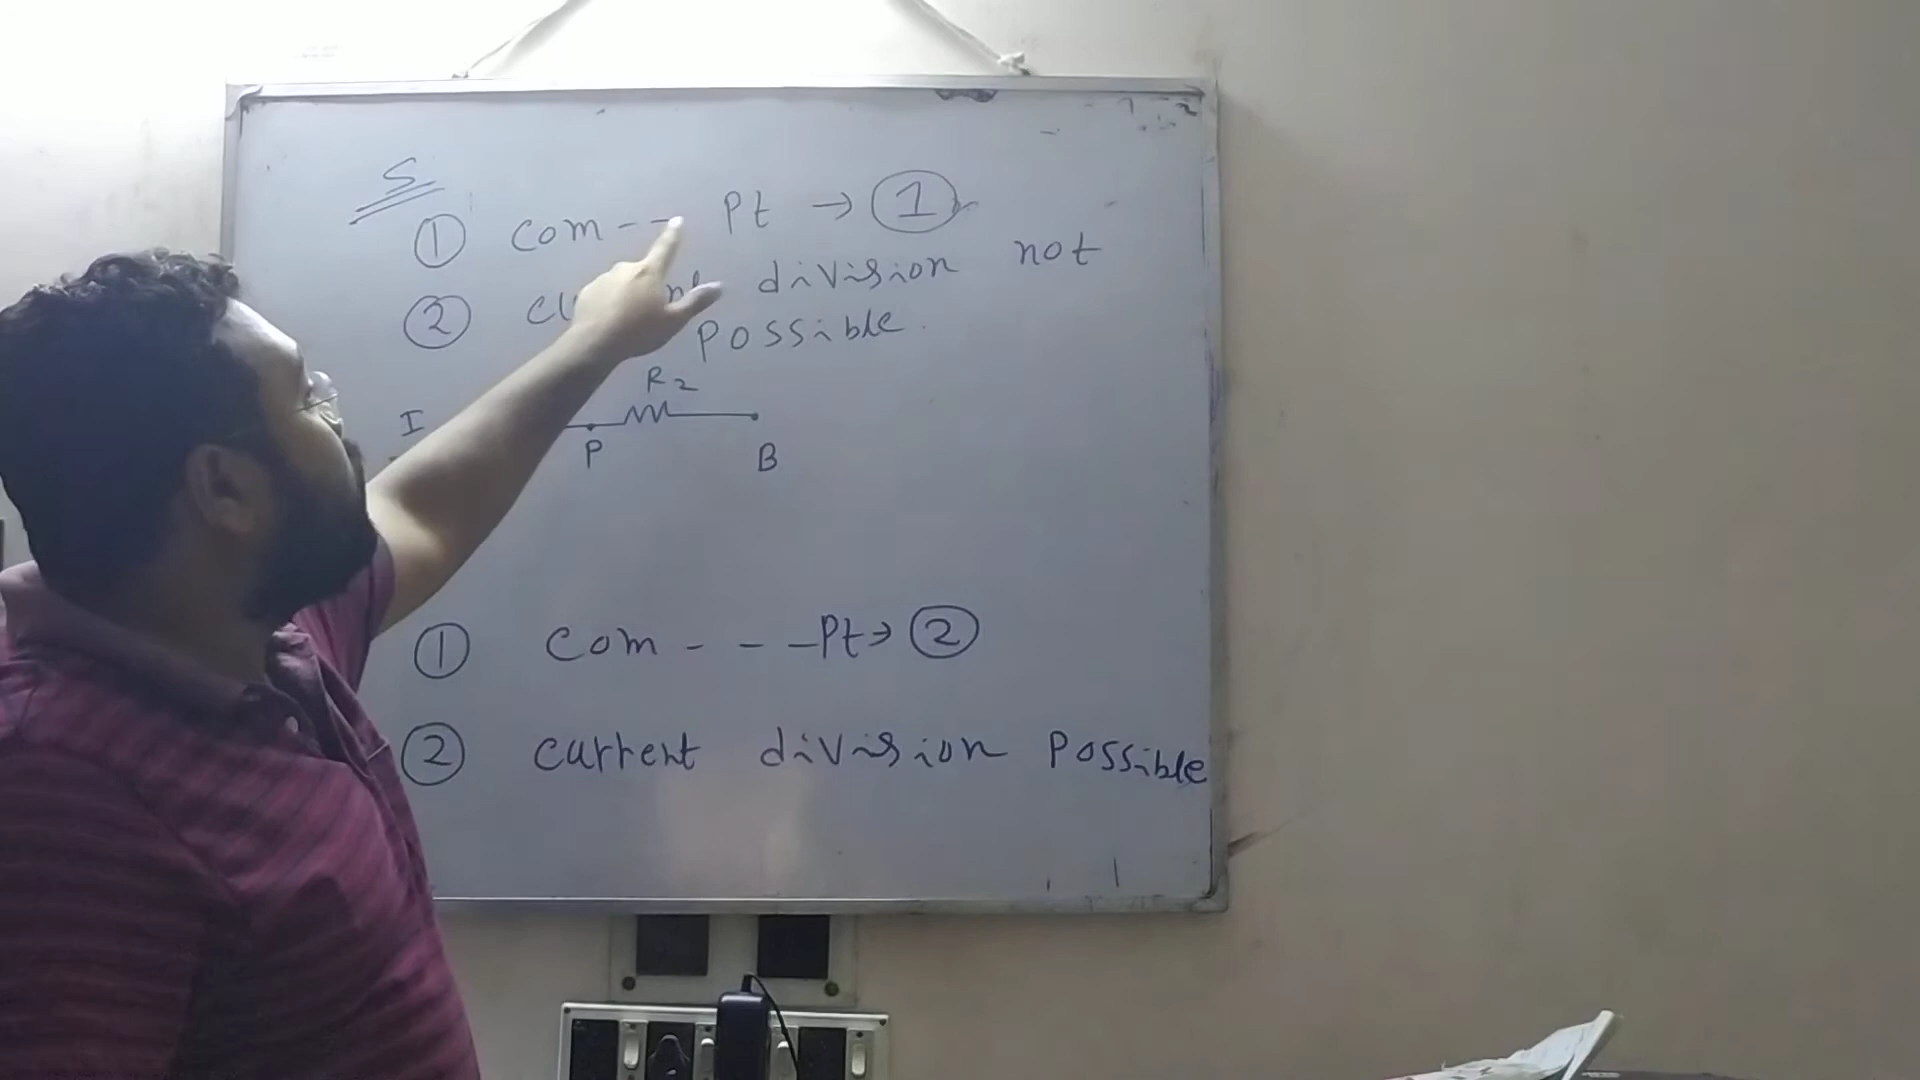 S
① com - - Pt → ①
② division not
possible
R2
I
P B
① com - - - Pt → ②
② current division possible